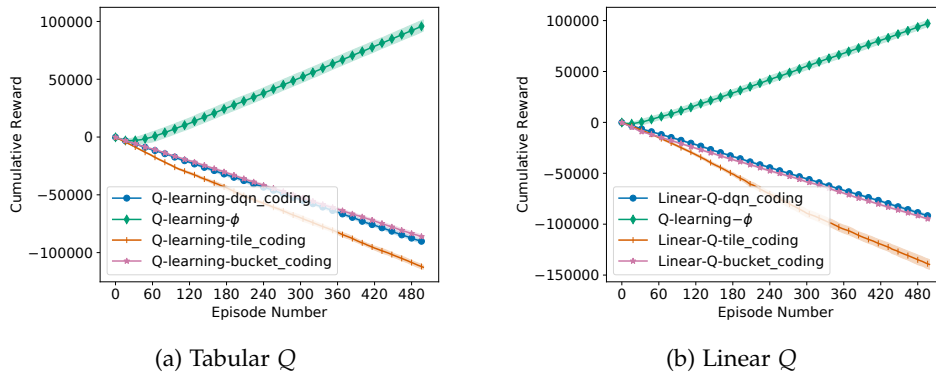 100000
50000
0
−50000
−100000
Cumulative Reward
Q-learning-dqn_coding
Q-learning-ϕ
Q-learning-tile_coding
Q-learning-bucket_coding
0 60 120 180 240 300 360 420 480
Episode Number
(a) Tabular Q
100000
50000
0
−50000
−100000
−150000
Cumulative Reward
Linear-Q-dqn_coding
Q-learning−ϕ
Linear-Q-tile_coding
Linear-Q-bucket_coding
0 60 120 180 240 300 360 420 480
Episode Number
(b) Linear Q